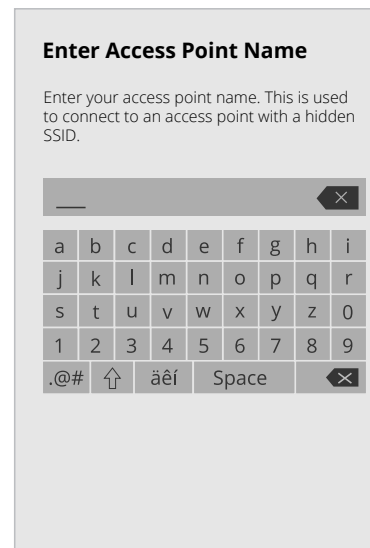 Enter Access Point Name
Enter your access point name. This is used
to connect to an access point with a hidden
SSID.
a b c d e f g h i
j k l m n o p q r
s t u v w x y z 0
1 2 3 4 5 6 7 8 9
.@# äêí Space